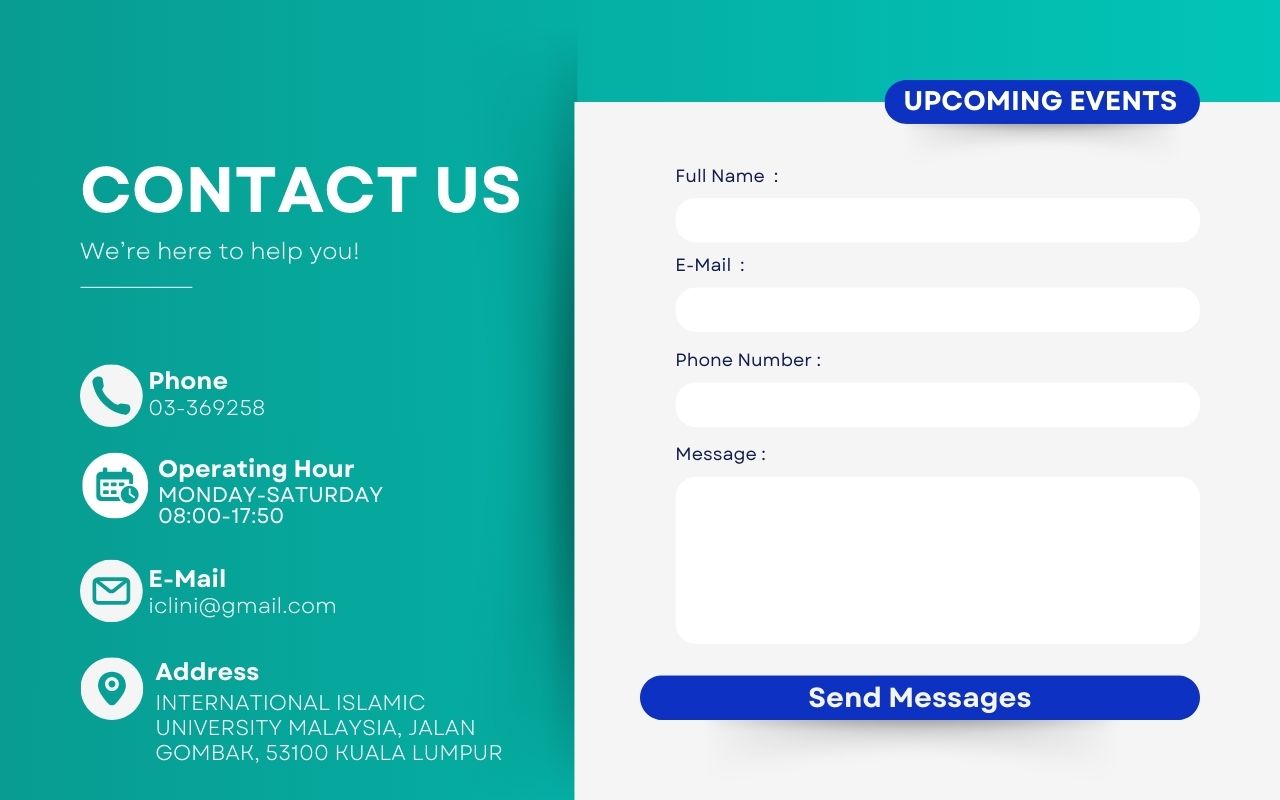 CONTACT US
We’re here to help you!
Phone
03-369258
Operating Hour
MONDAY-SATURDAY
08:00-17:50
E-Mail
iclini@gmail.com
Address
INTERNATIONAL ISLAMIC
UNIVERSITY MALAYSIA, JALAN
GOMBAK, 53100 KUALA LUMPUR
UPCOMING EVENTS
Full Name :
E-Mail :
Phone Number :
Message :
Send Messages